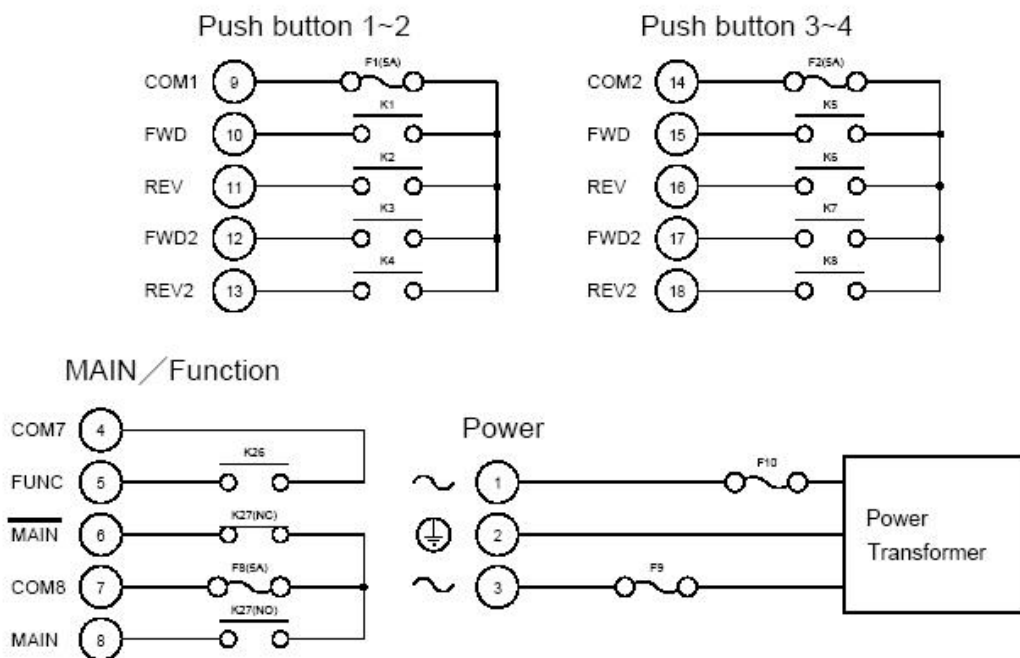 Push button 1~2
COM1 9 F1(5A)
K1
FWD 10
K2
REV 11
K3
FWD2 12
K4
REV2 13
Push button 3~4
COM2 14 F2(5A)
K5
FWD 15
K6
REV 16
K7
FWD2 17
K8
REV2 18
MAIN/Function
COM7 4
K26
FUNC 5
K27(NC)
MAIN 6
COM8 7 F8(5A)
K27(NO)
MAIN 8
Power
1 F10
2
3 F9
Power
Transformer